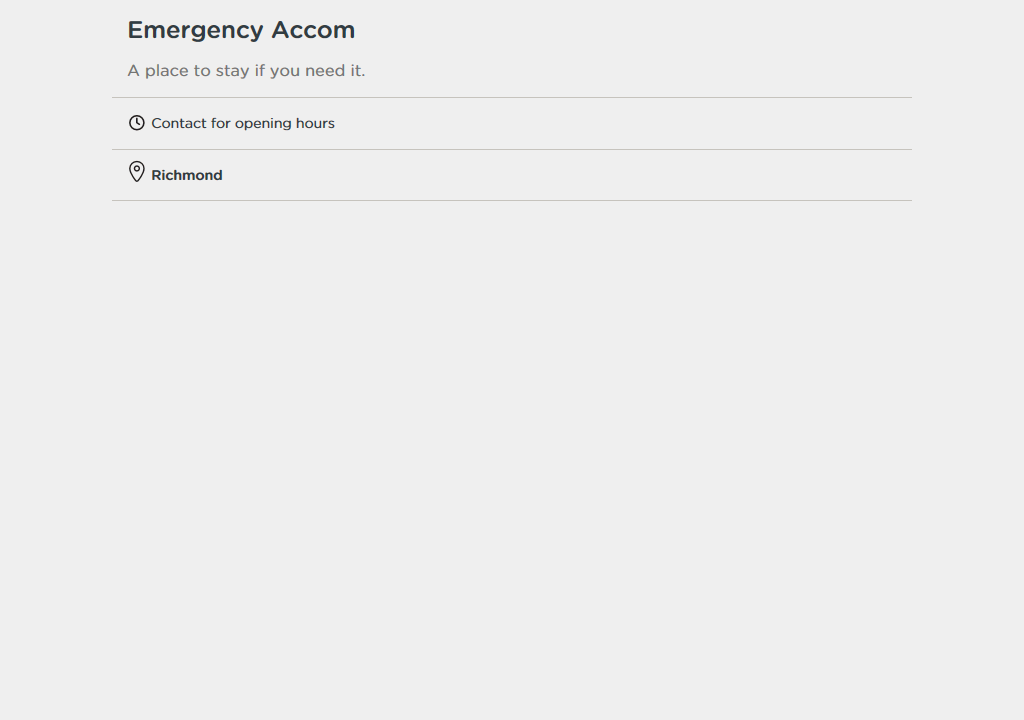 Emergency Accom
A place to stay if you need it.
Contact for opening hours
Richmond